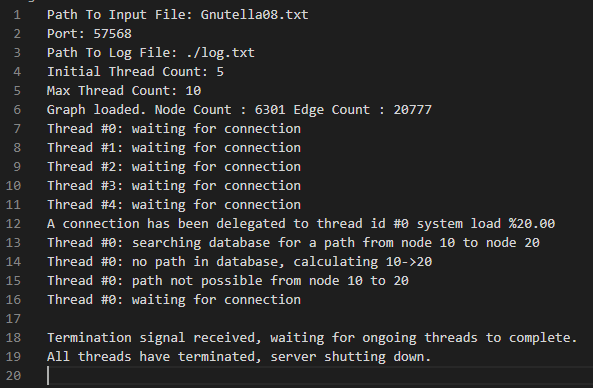 1 Path To Input File: Gnutella08.txt
2 Port: 57568
3 Path To Log File: ./log.txt
4 Initial Thread Count: 5
5 Max Thread Count: 10
6 Graph loaded. Node Count : 6301 Edge Count : 20777
7 Thread #0: waiting for connection
8 Thread #1: waiting for connection
9 Thread #2: waiting for connection
10 Thread #3: waiting for connection
11 Thread #4: waiting for connection
12 A connection has been delegated to thread id #0 system load %20.00
13 Thread #0: searching database for a path from node 10 to node 20
14 Thread #0: no path in database, calculating 10->20
15 Thread #0: path not possible from node 10 to 20
16 Thread #0: waiting for connection
17
18 Termination signal received, waiting for ongoing threads to complete.
19 All threads have terminated, server shutting down.
20